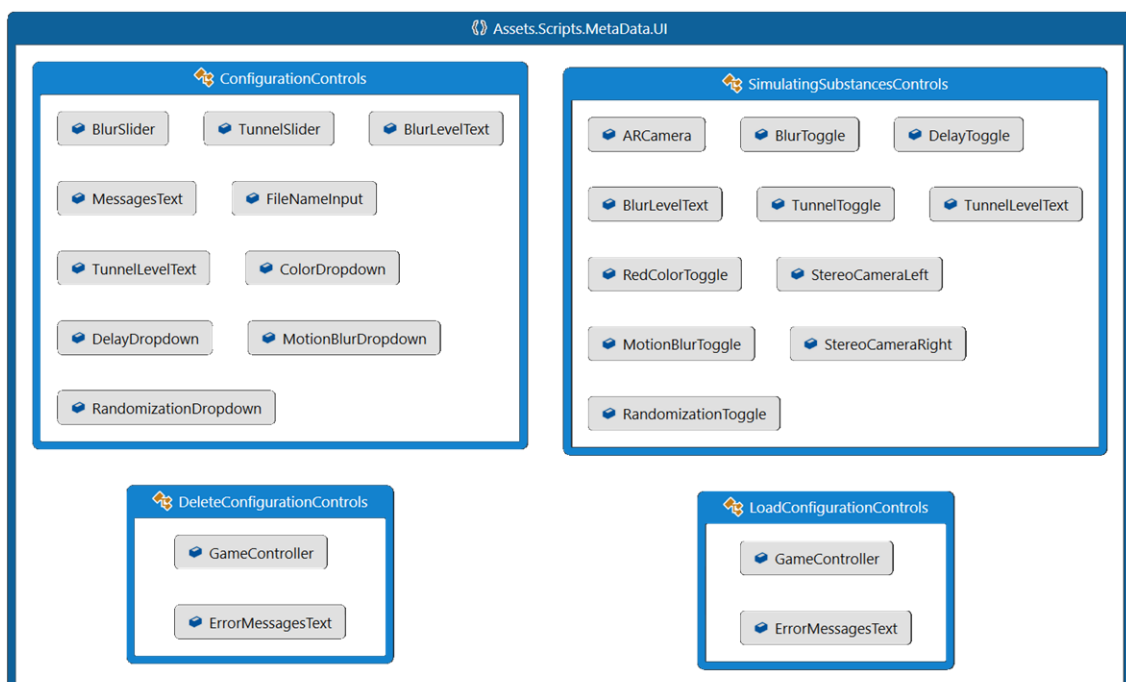 Assets.Scripts.MetaData.UI
ConfigurationControls
BlurSlider TunnelSlider BlurLevelText
MessagesText FileNameInput
TunnelLevelText ColorDropdown
DelayDropdown MotionBlurDropdown
RandomizationDropdown
SimulatingSubstancesControls
ARCamera BlurToggle DelayToggle
BlurLevelText TunnelToggle TunnelLevelText
RedColorToggle StereoCameraLeft
MotionBlurToggle StereoCameraRight
RandomizationToggle
DeleteConfigurationControls
GameController
ErrorMessagesText
LoadConfigurationControls
GameController
ErrorMessagesText